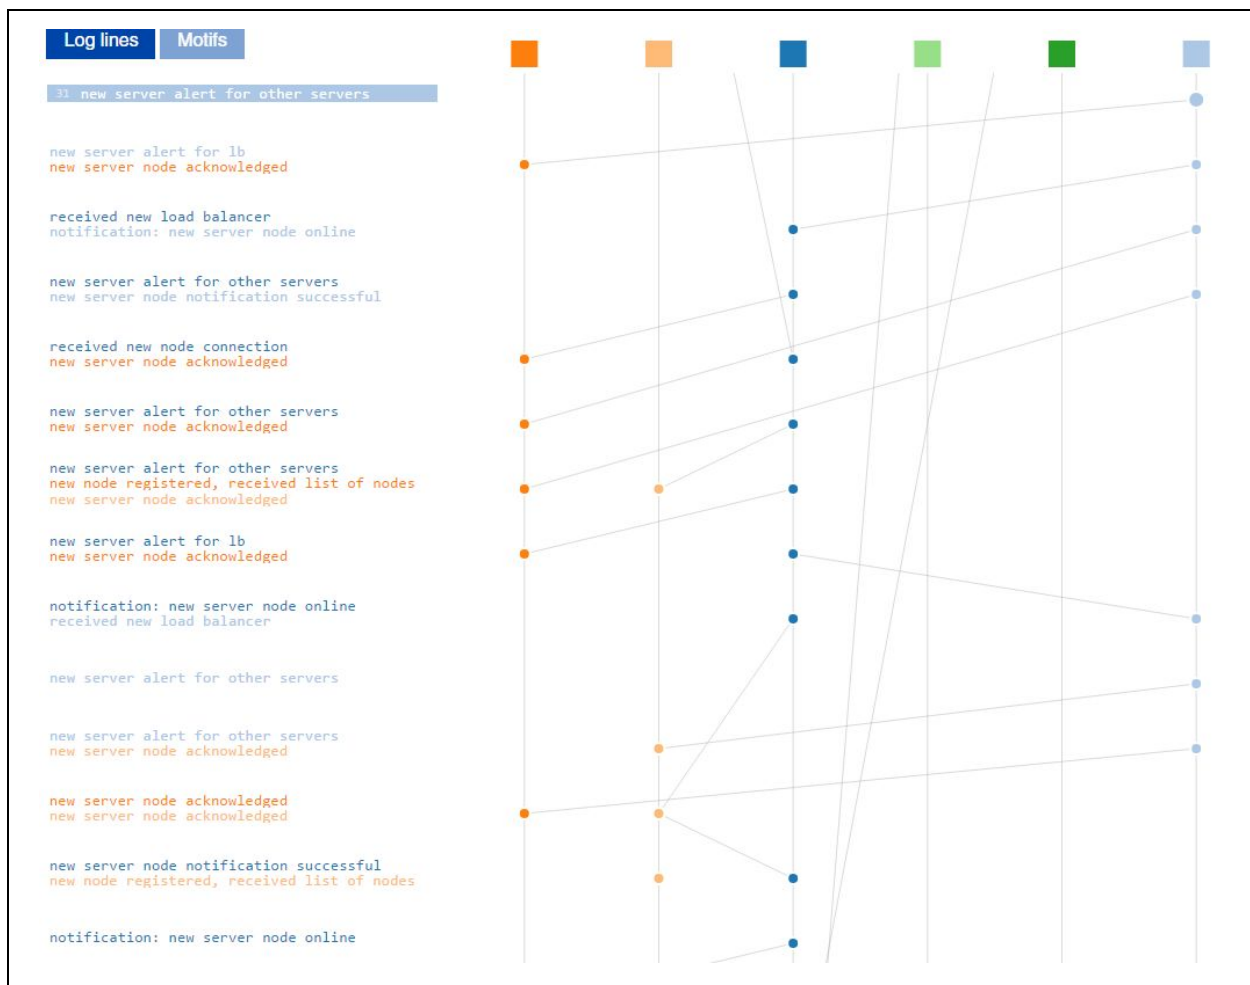 Log lines Motifs
31 new server alert for other servers
new server alert for lb
new server node acknowledged
received new load balancer
notification: new server node online
new server alert for other servers
new server node notification successful
received new node connection
new server node acknowledged
new server alert for other servers
new server node acknowledged
new server alert for other servers
new node registered, received list of nodes
new server node acknowledged
new server alert for lb
new server node acknowledged
notification: new server node online
received new load balancer
new server alert for other servers
new server alert for other servers
new server node acknowledged
new server node acknowledged
new server node acknowledged
new server node notification successful
new node registered, received list of nodes
notification: new server node online